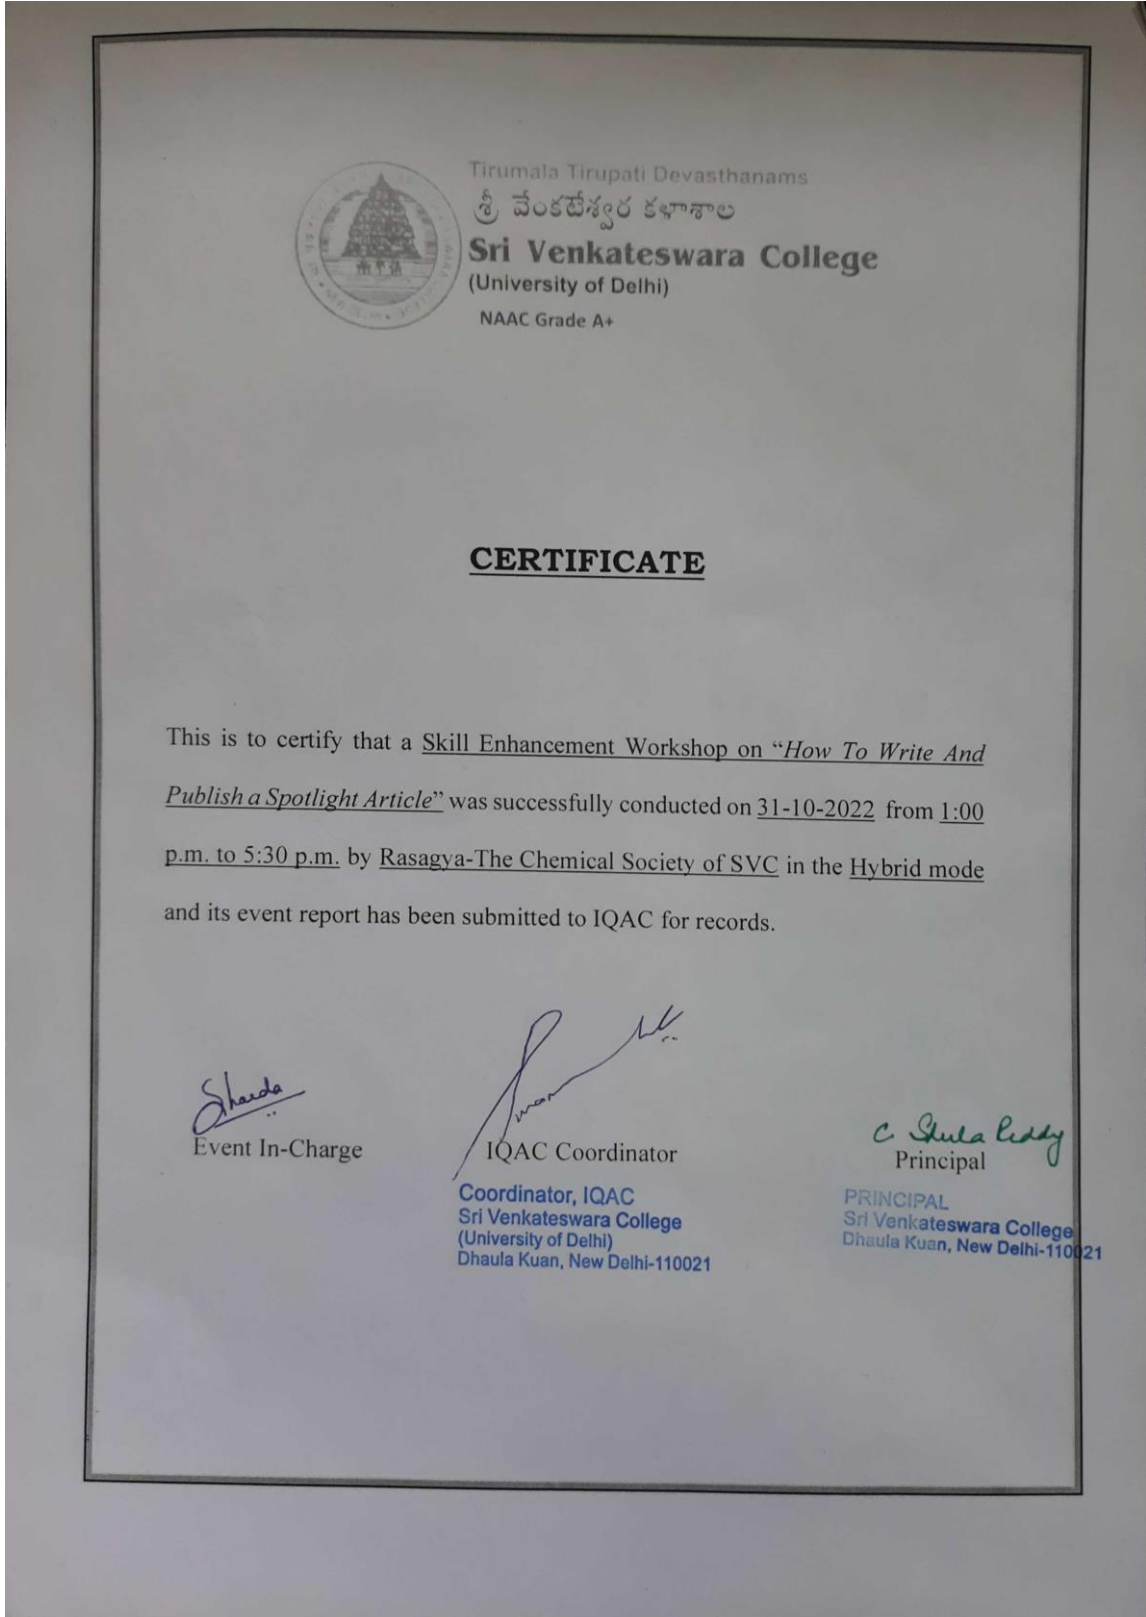 Tirumala Tirupati Devasthanams
శ్రీ వేంకటేశ్వర కళాశాల
Sri Venkateswara College
(University of Delhi)
NAAC Grade A+
CERTIFICATE
This is to certify that a Skill Enhancement Workshop on “How To Write And
Publish a Spotlight Article” was successfully conducted on 31-10-2022 from 1:00
p.m. to 5:30 p.m. by Rasagya-The Chemical Society of SVC in the Hybrid mode
and its event report has been submitted to IQAC for records.
Sharda
Event In-Charge
IQAC Coordinator
Coordinator, IQAC
Sri Venkateswara College
(University of Delhi)
Dhaula Kuan, New Delhi-110021
C. Sheela Reddy
Principal
PRINCIPAL
Sri Venkateswara College
Dhaula Kuan, New Delhi-110021